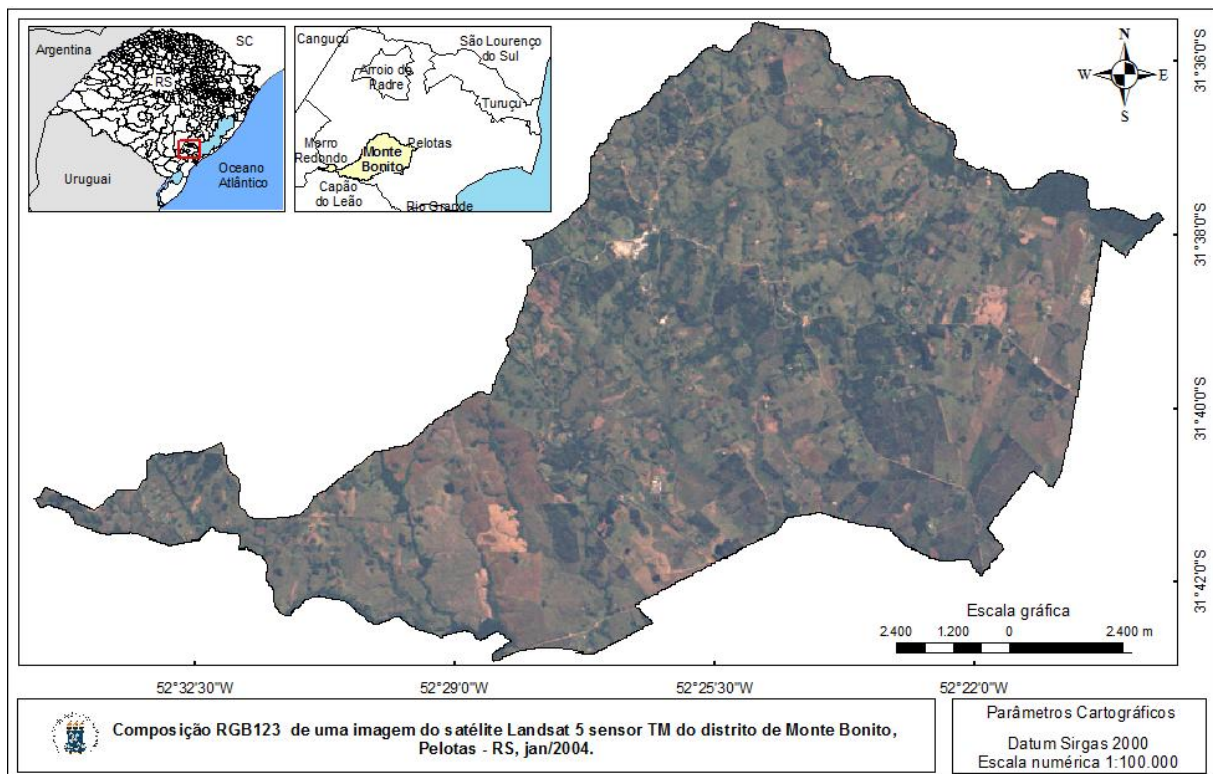 Argentina
SC
RS
Uruguai
Oceano
Atlântico
Canguçu
São Lourenço
do Sul
Arroio do
Padre
Turuçu
Morro
Redondo
Monte
Bonito
Pelotas
Capão
do Leão
Rio Grande
N
W
E
S
31°36'0"S
31°38'0"S
31°40'0"S
31°42'0"S
Escala gráfica
2.400 1.200 0 2.400 m
52°32'30"W 52°29'0"W 52°25'30"W 52°22'0"W
Composição RGB123 de uma imagem do satélite Landsat 5 sensor TM do distrito de Monte Bonito,
Pelotas - RS, jan/2004.
Parâmetros Cartográficos
Datum Sirgas 2000
Escala numérica 1:100.000